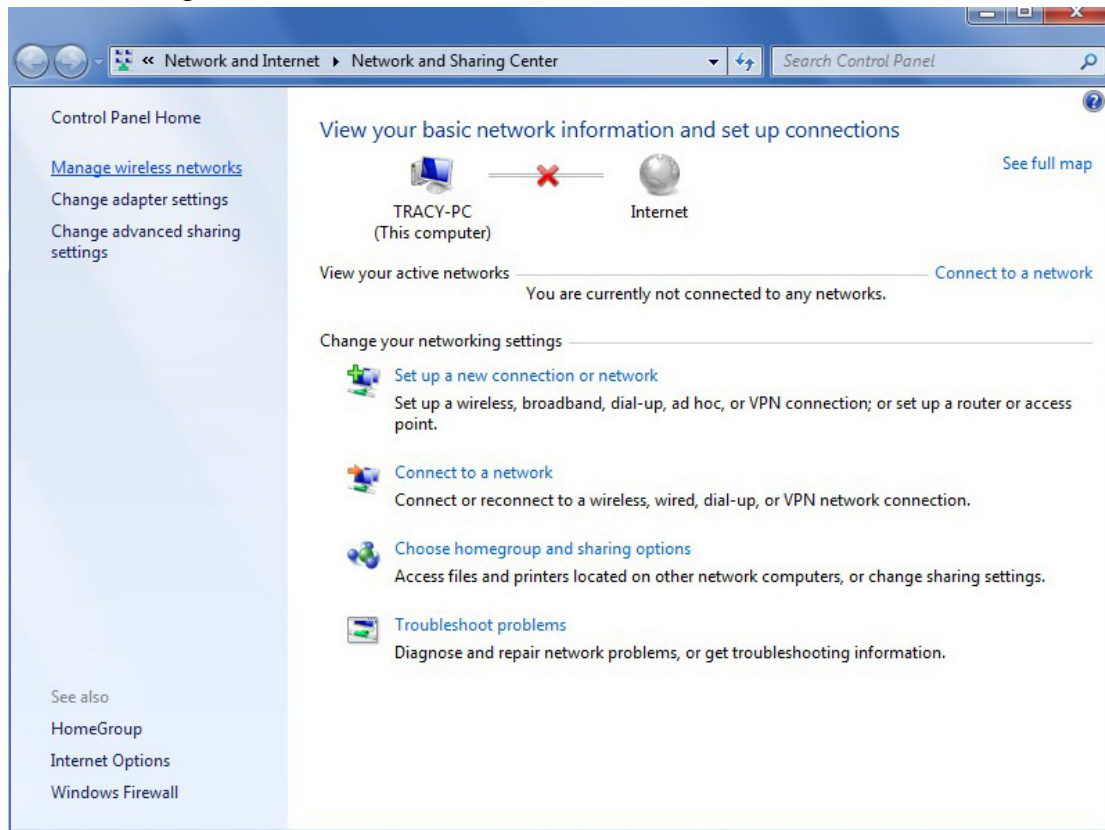 « Network and Internet ▸ Network and Sharing Center
Search Control Panel
Control Panel Home
Manage wireless networks
Change adapter settings
Change advanced sharing
settings
See also
HomeGroup
Internet Options
Windows Firewall
View your basic network information and set up connections
See full map
TRACY-PC
(This computer)
Internet
View your active networks
Connect to a network
You are currently not connected to any networks.
Change your networking settings
Set up a new connection or network
Set up a wireless, broadband, dial-up, ad hoc, or VPN connection; or set up a router or access
point.
Connect to a network
Connect or reconnect to a wireless, wired, dial-up, or VPN network connection.
Choose homegroup and sharing options
Access files and printers located on other network computers, or change sharing settings.
Troubleshoot problems
Diagnose and repair network problems, or get troubleshooting information.